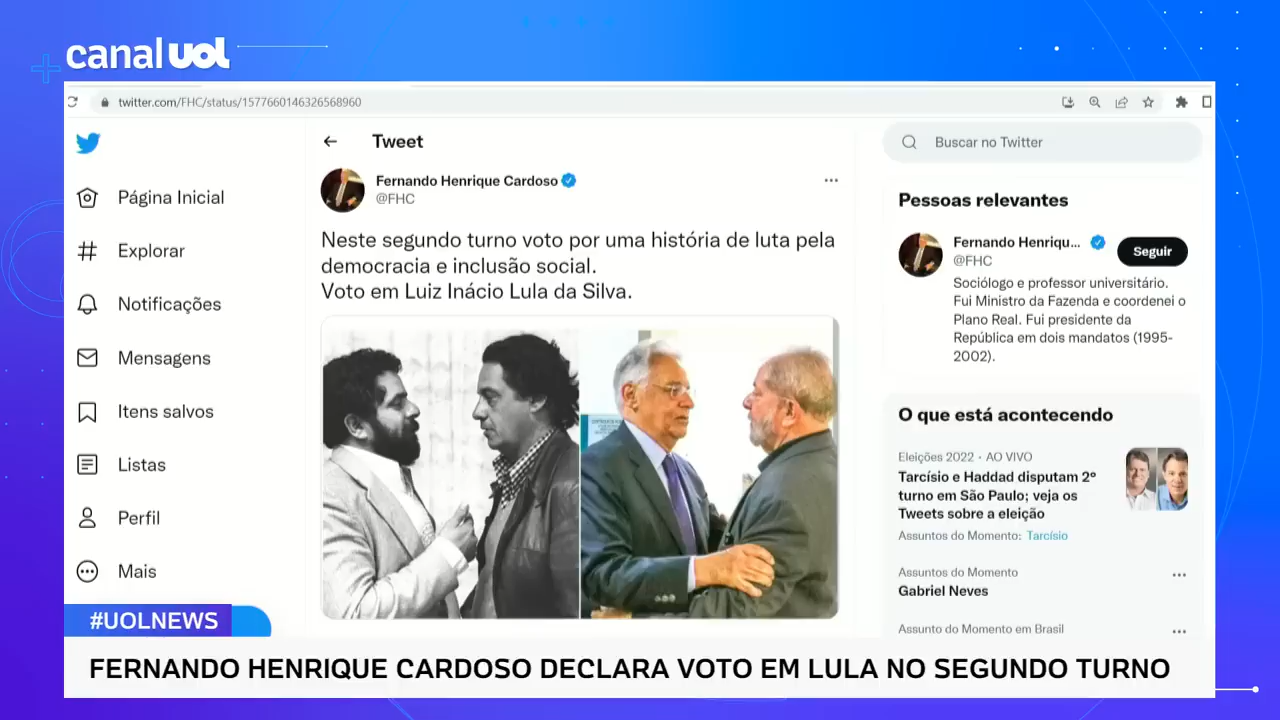 canal UOL
twitter.com/FHC/status/1577660146326568960
Página Inicial
Explorar
Notificações
Mensagens
Itens salvos
Listas
Perfil
Mais
Tweet
Fernando Henrique Cardoso
@FHC
Neste segundo turno voto por uma história de luta pela
democracia e inclusão social.
Voto em Luiz Inácio Lula da Silva.
Buscar no Twitter
Pessoas relevantes
Fernando Henriqu...
@FHC
Seguir
Sociólogo e professor universitário.
Fui Ministro da Fazenda e coordenei o
Plano Real. Fui presidente da
República em dois mandatos (1995-
2002).
O que está acontecendo
Eleições 2022 · AO VIVO
Tarcísio e Haddad disputam 2°
turno em São Paulo; veja os
Tweets sobre a eleição
Assuntos do Momento: Tarcísio
Assuntos do Momento
Gabriel Neves
Assunto do Momento em Brasil
#UOLNEWS
FERNANDO HENRIQUE CARDOSO DECLARA VOTO EM LULA NO SEGUNDO TURNO